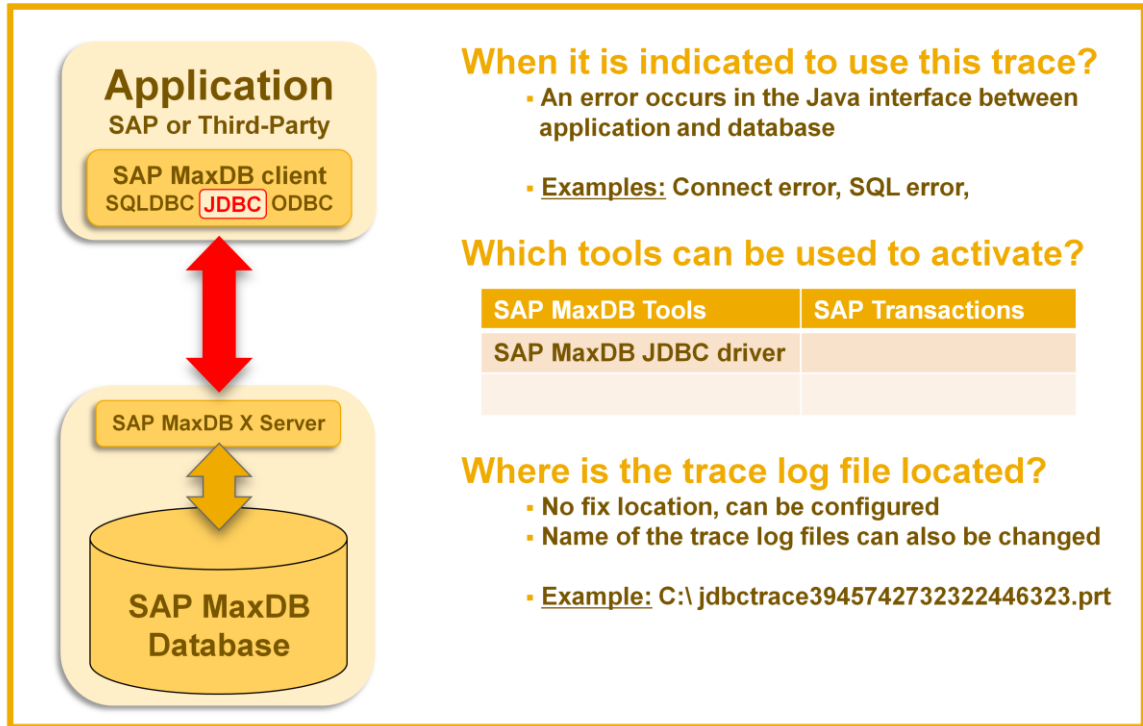 Application
SAP or Third-Party
SAP MaxDB client
SQLDBC JDBC ODBC
SAP MaxDB X Server
SAP MaxDB
Database
When it is indicated to use this trace?
▪ An error occurs in the Java interface between
application and database
▪ Examples: Connect error, SQL error,
Which tools can be used to activate?
SAP MaxDB Tools SAP Transactions
SAP MaxDB JDBC driver
Where is the trace log file located?
▪ No fix location, can be configured
▪ Name of the trace log files can also be changed
▪ Example: C:\ jdbctrace3945742732322446323.prt